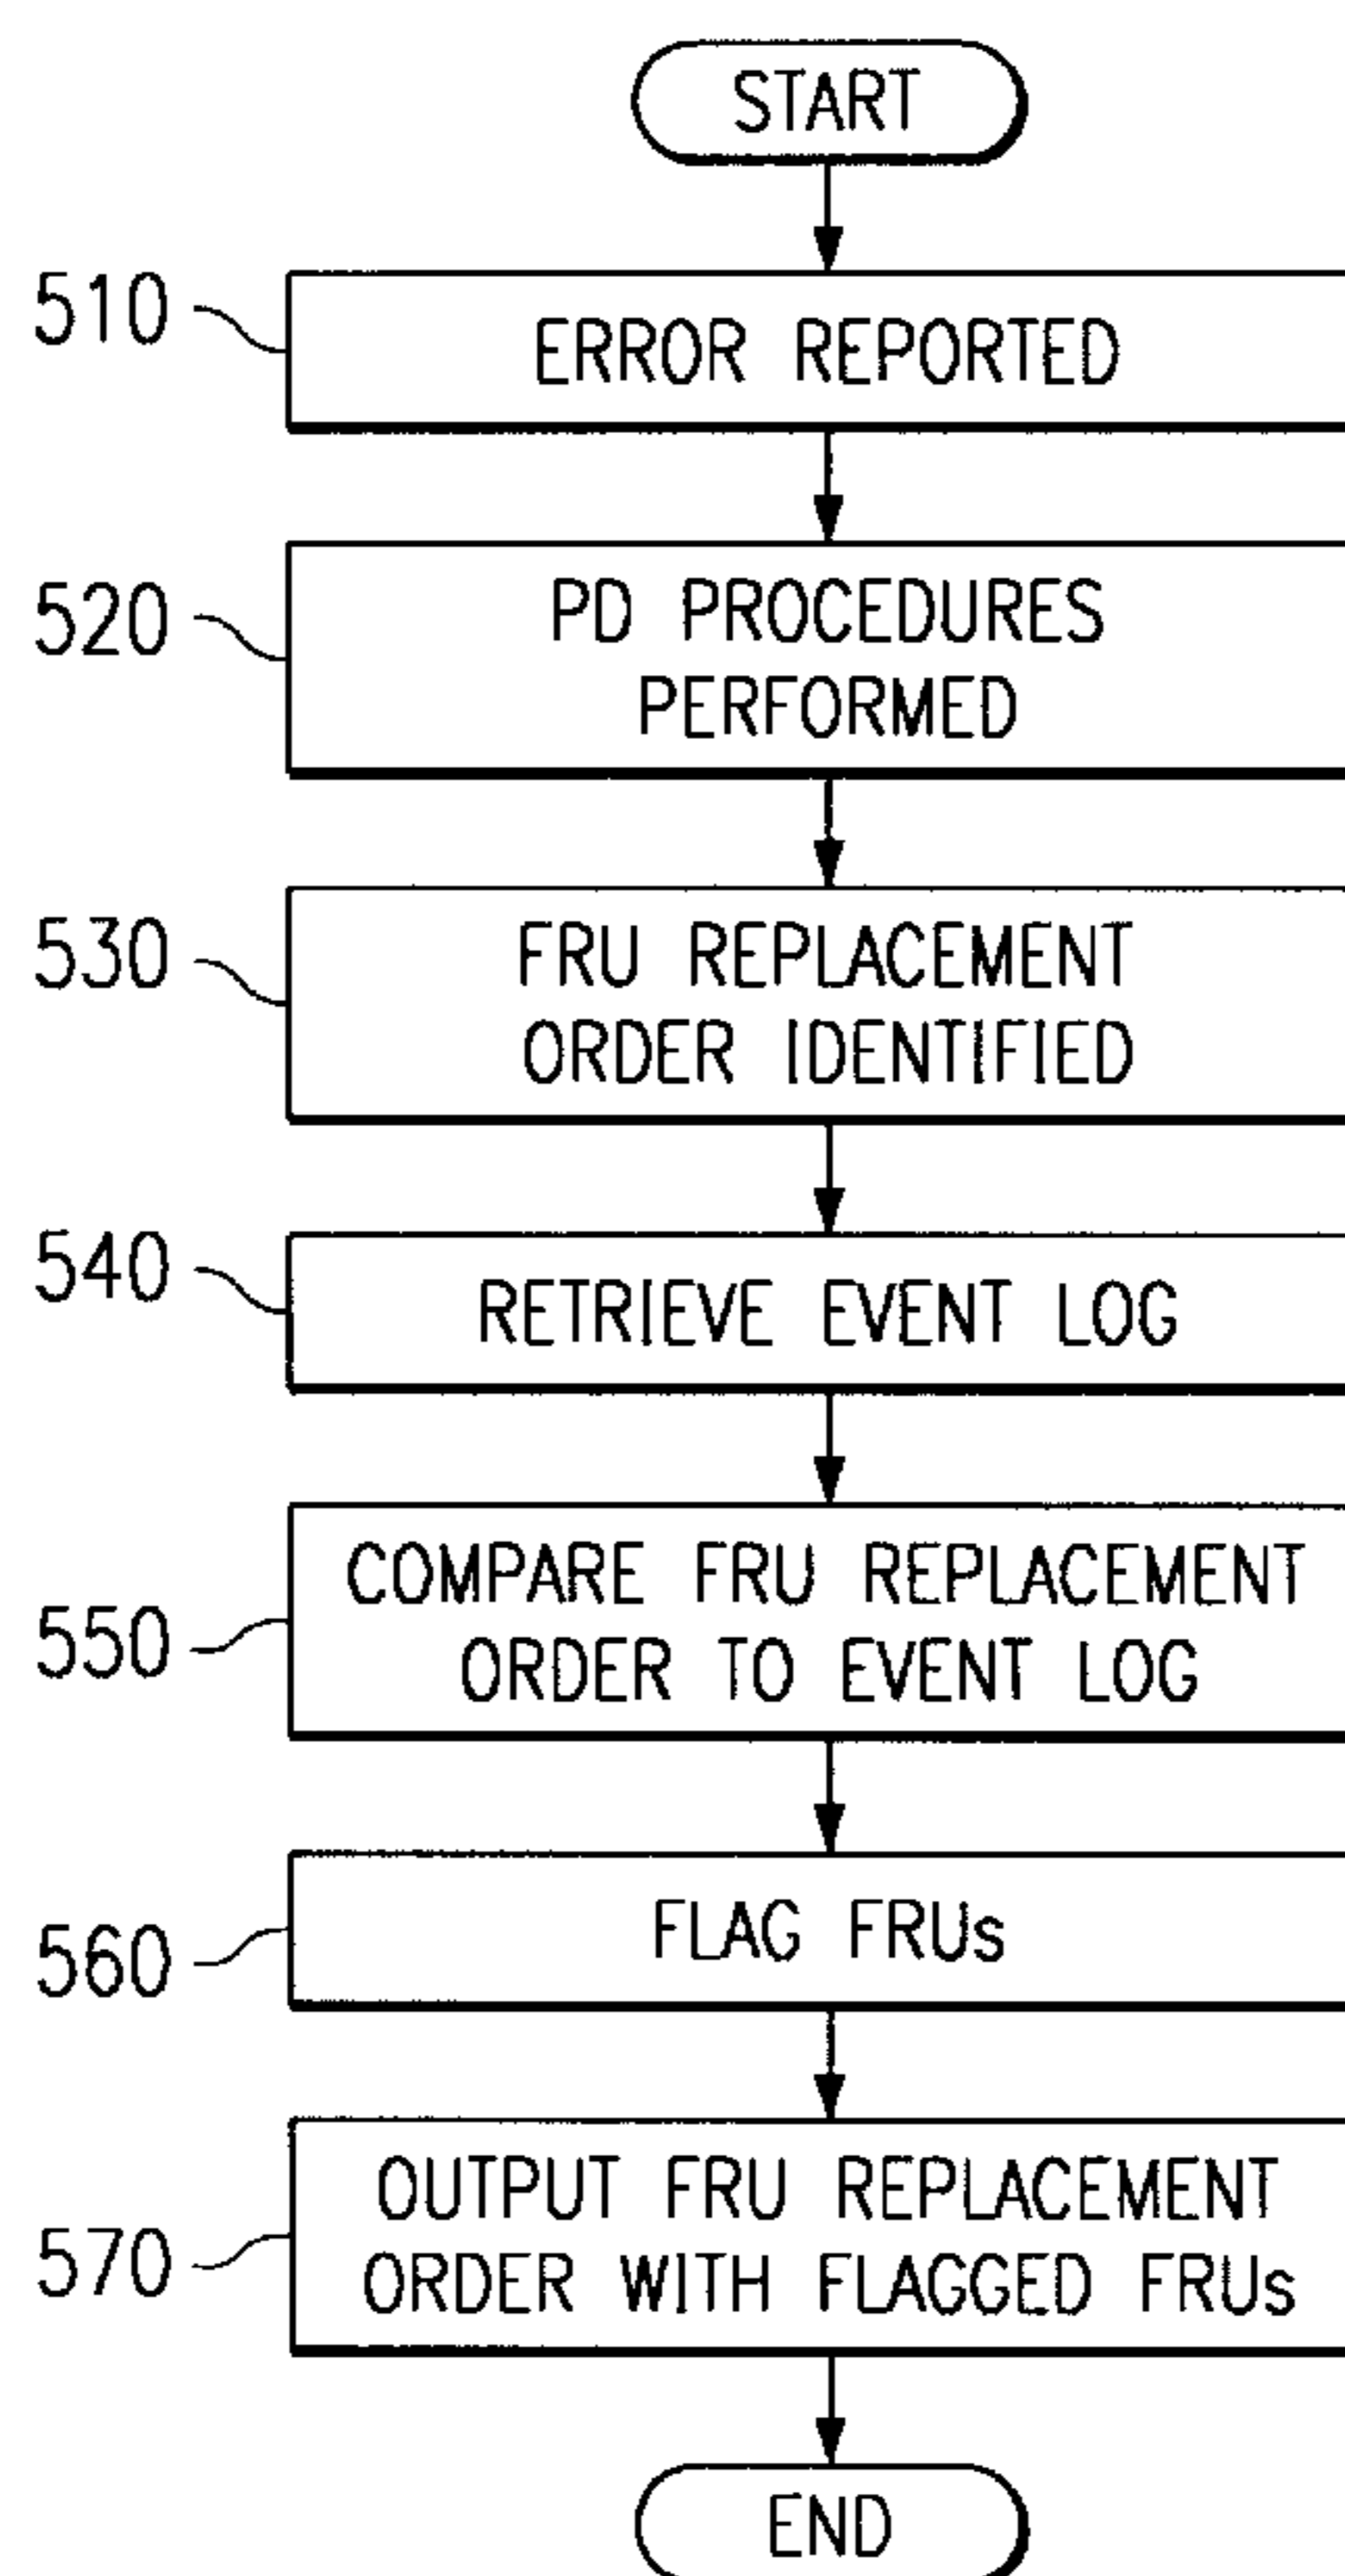 START
510
ERROR REPORTED
520
PD PROCEDURES
PERFORMED
530
FRU REPLACEMENT
ORDER IDENTIFIED
540
RETRIEVE EVENT LOG
550
COMPARE FRU REPLACEMENT
ORDER TO EVENT LOG
560
FLAG FRUs
570
OUTPUT FRU REPLACEMENT
ORDER WITH FLAGGED FRUs
END